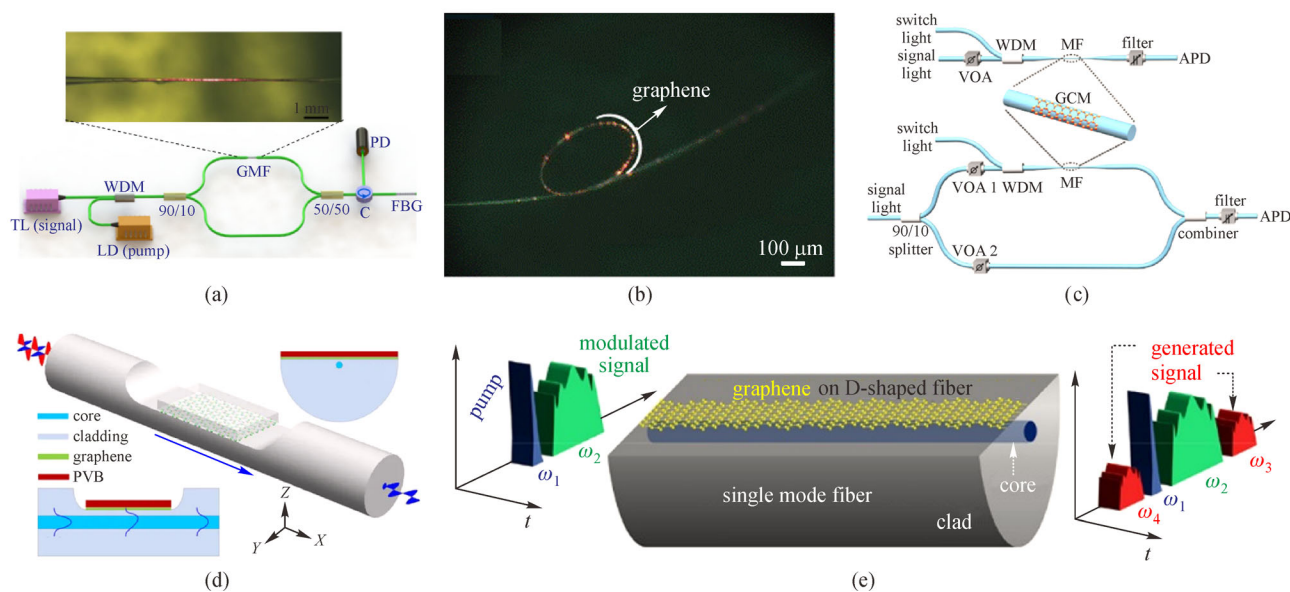 1 mm
PD
GMF
WDM
90/10
50/50
C
FBG
TL (signal)
LD (pump)
(a)
graphene
100 μm
(b)
switch
light
WDM
MF
filter
signal
light
VOA
APD
GCM
switch
light
VOA 1 WDM
MF
signal
light
filter
90/10
splitter
combiner
APD
VOA 2
(c)
core
cladding
graphene
PVB
Z
Y
X
(d)
modulated
signal
pump
ω2
ω1
t
graphene on D-shaped fiber
core
single mode fiber
clad
generated
signal
ω3
ω2
ω1
ω4
t
(e)